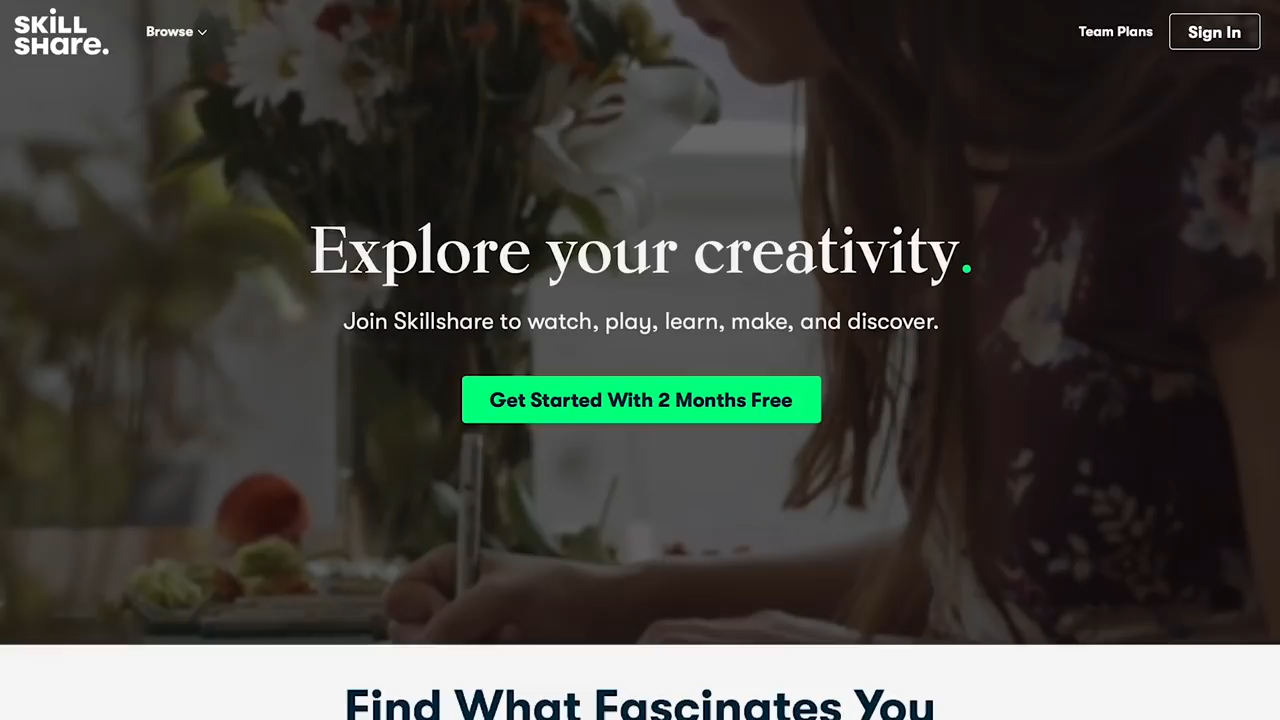 SKiLL
SHare.
Browse
Team Plans
Sign In
Explore your creativity.
Join Skillshare to watch, play, learn, make, and discover.
Get Started With 2 Months Free
Find What Fascinates You